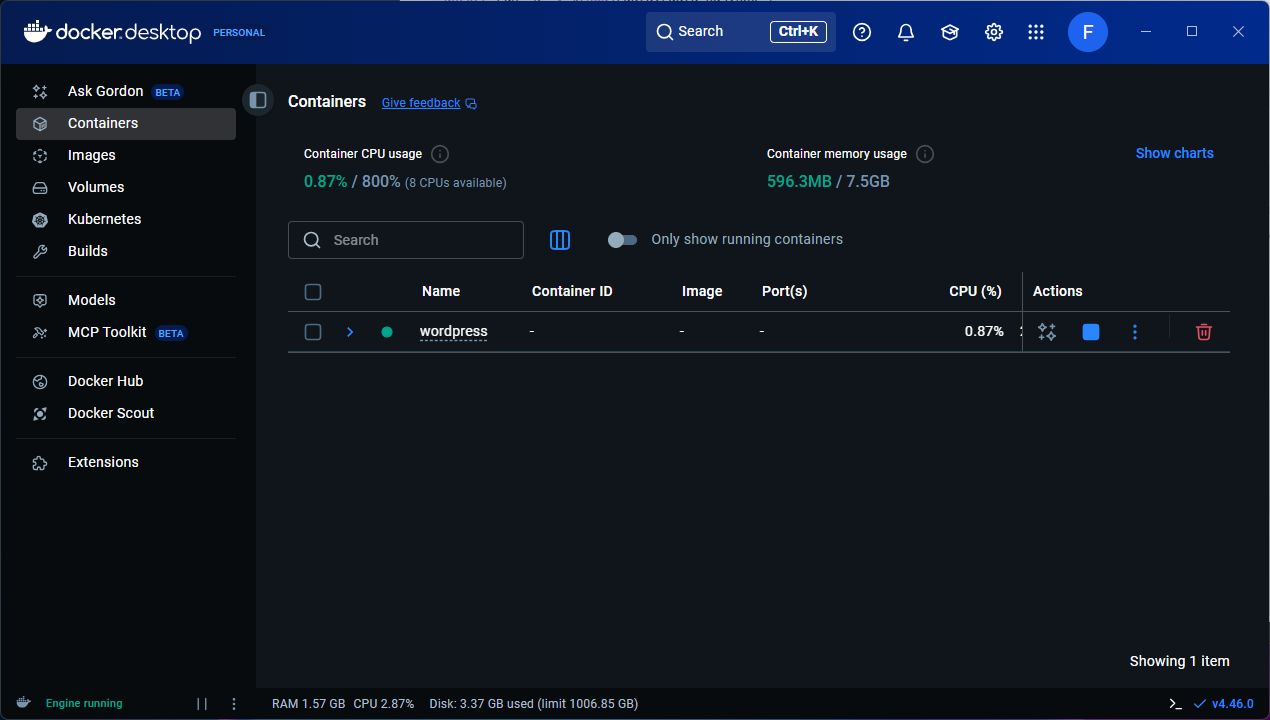 docker.desktop PERSONAL Search Ctrl+K F
Ask Gordon BETA
Containers
Images
Volumes
Kubernetes
Builds
Models
MCP Toolkit BETA
Docker Hub
Docker Scout
Extensions
Containers Give feedback
Container CPU usage Container memory usage Show charts
0.87% / 800% (8 CPUs available) 596.3MB / 7.5GB
Search Only show running containers
Name Container ID Image Port(s) CPU (%) Actions
wordpress - - - 0.87%
Showing 1 item
Engine running RAM 1.57 GB CPU 2.87% Disk: 3.37 GB used (limit 1006.85 GB) v4.46.0